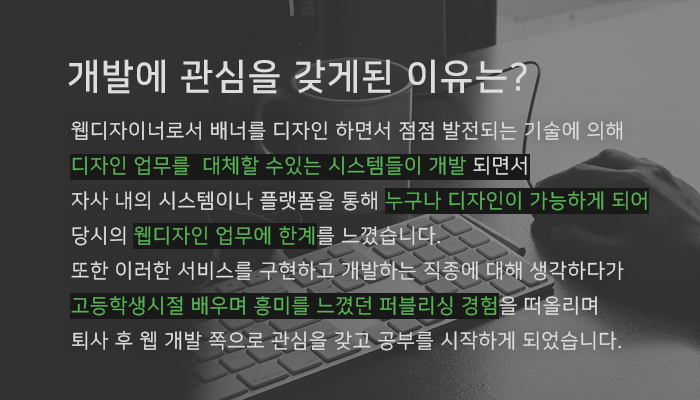 개발에 관심을 갖게된 이유는?
웹디자이너로서 배너를 디자인 하면서 점점 발전되는 기술에 의해
디자인 업무를 대체할 수있는 시스템들이 개발 되면서
자사 내의 시스템이나 플랫폼을 통해 누구나 디자인이 가능하게 되어
당시의 웹디자인 업무에 한계를 느꼈습니다.
또한 이러한 서비스를 구현하고 개발하는 직종에 대해 생각하다가
고등학생시절 배우며 흥미를 느꼈던 퍼블리싱 경험을 떠올리며
퇴사 후 웹 개발 쪽으로 관심을 갖고 공부를 시작하게 되었습니다.